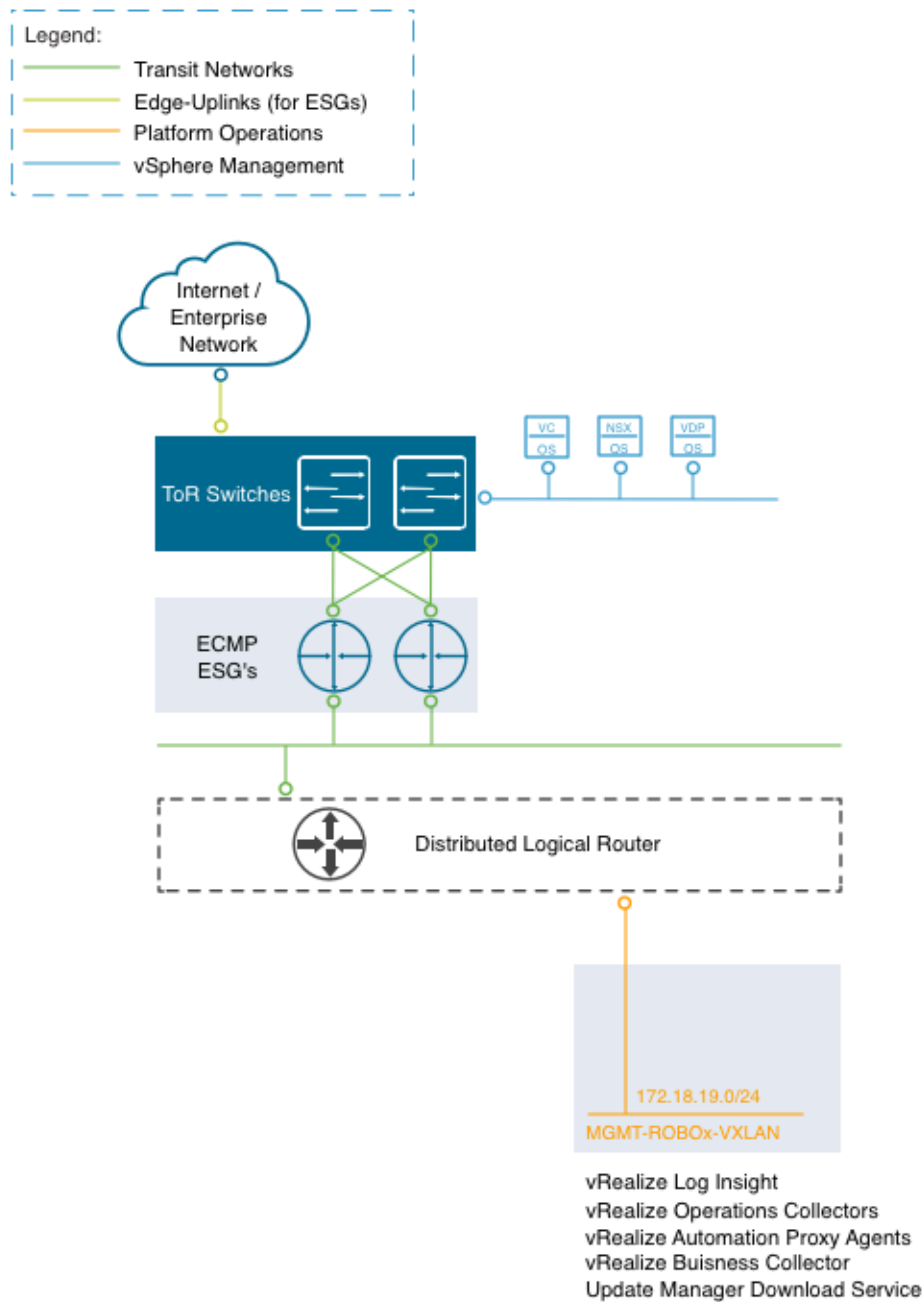 Legend:
Transit Networks
Edge-Uplinks (for ESGs)
Platform Operations
vSphere Management
Internet /
Enterprise
Network
VC
OS
NSX
OS
VDP
OS
ToR Switches
ECMP
ESG's
Distributed Logical Router
172.18.19.0/24
MGMT-ROBOx-VXLAN
vRealize Log Insight
vRealize Operations Collectors
vRealize Automation Proxy Agents
vRealize Buisness Collector
Update Manager Download Service